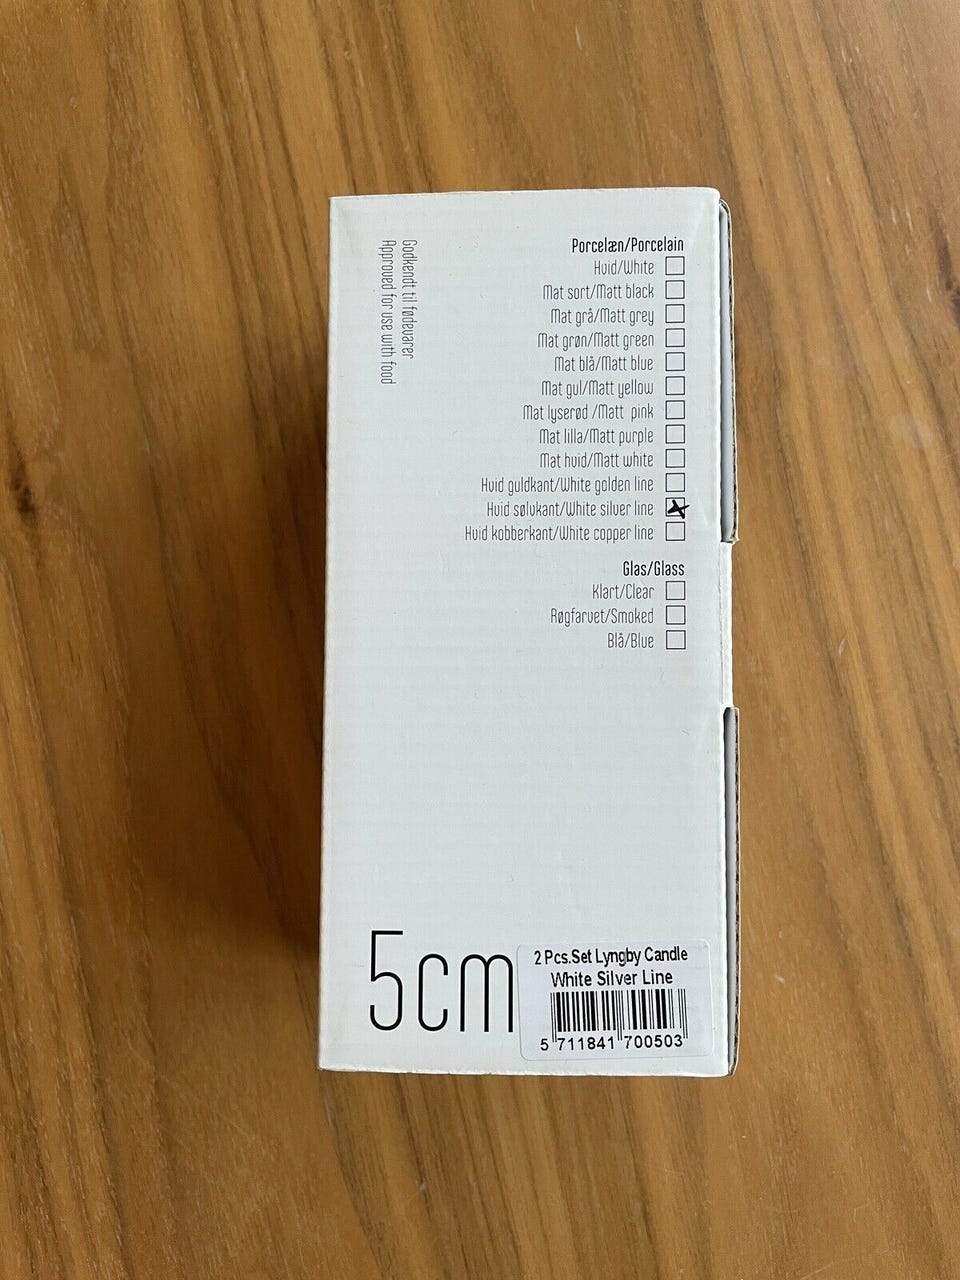 Porcelæn/Porcelain
Hvid/White
Mat sort/Matt black
Mat grå/Matt grey
Mat grøn/Matt green
Mat blå/Matt blue
Mat gul/Matt yellow
Mat lyserød /Matt pink
Mat lilla/Matt purple
Mat hvid/Matt white
Hvid guldkant/White golden line
Hvid sølvkant/White silver line
Hvid kobberkant/White copper line
Glas/Glass
Klart/Clear
Røgfarvet/Smoked
Blå/Blue
Godkendt til fødevarer
Approved for use with food
5cm
2 Pcs.Set Lyngby Candle
White Silver Line
5 711841 700503